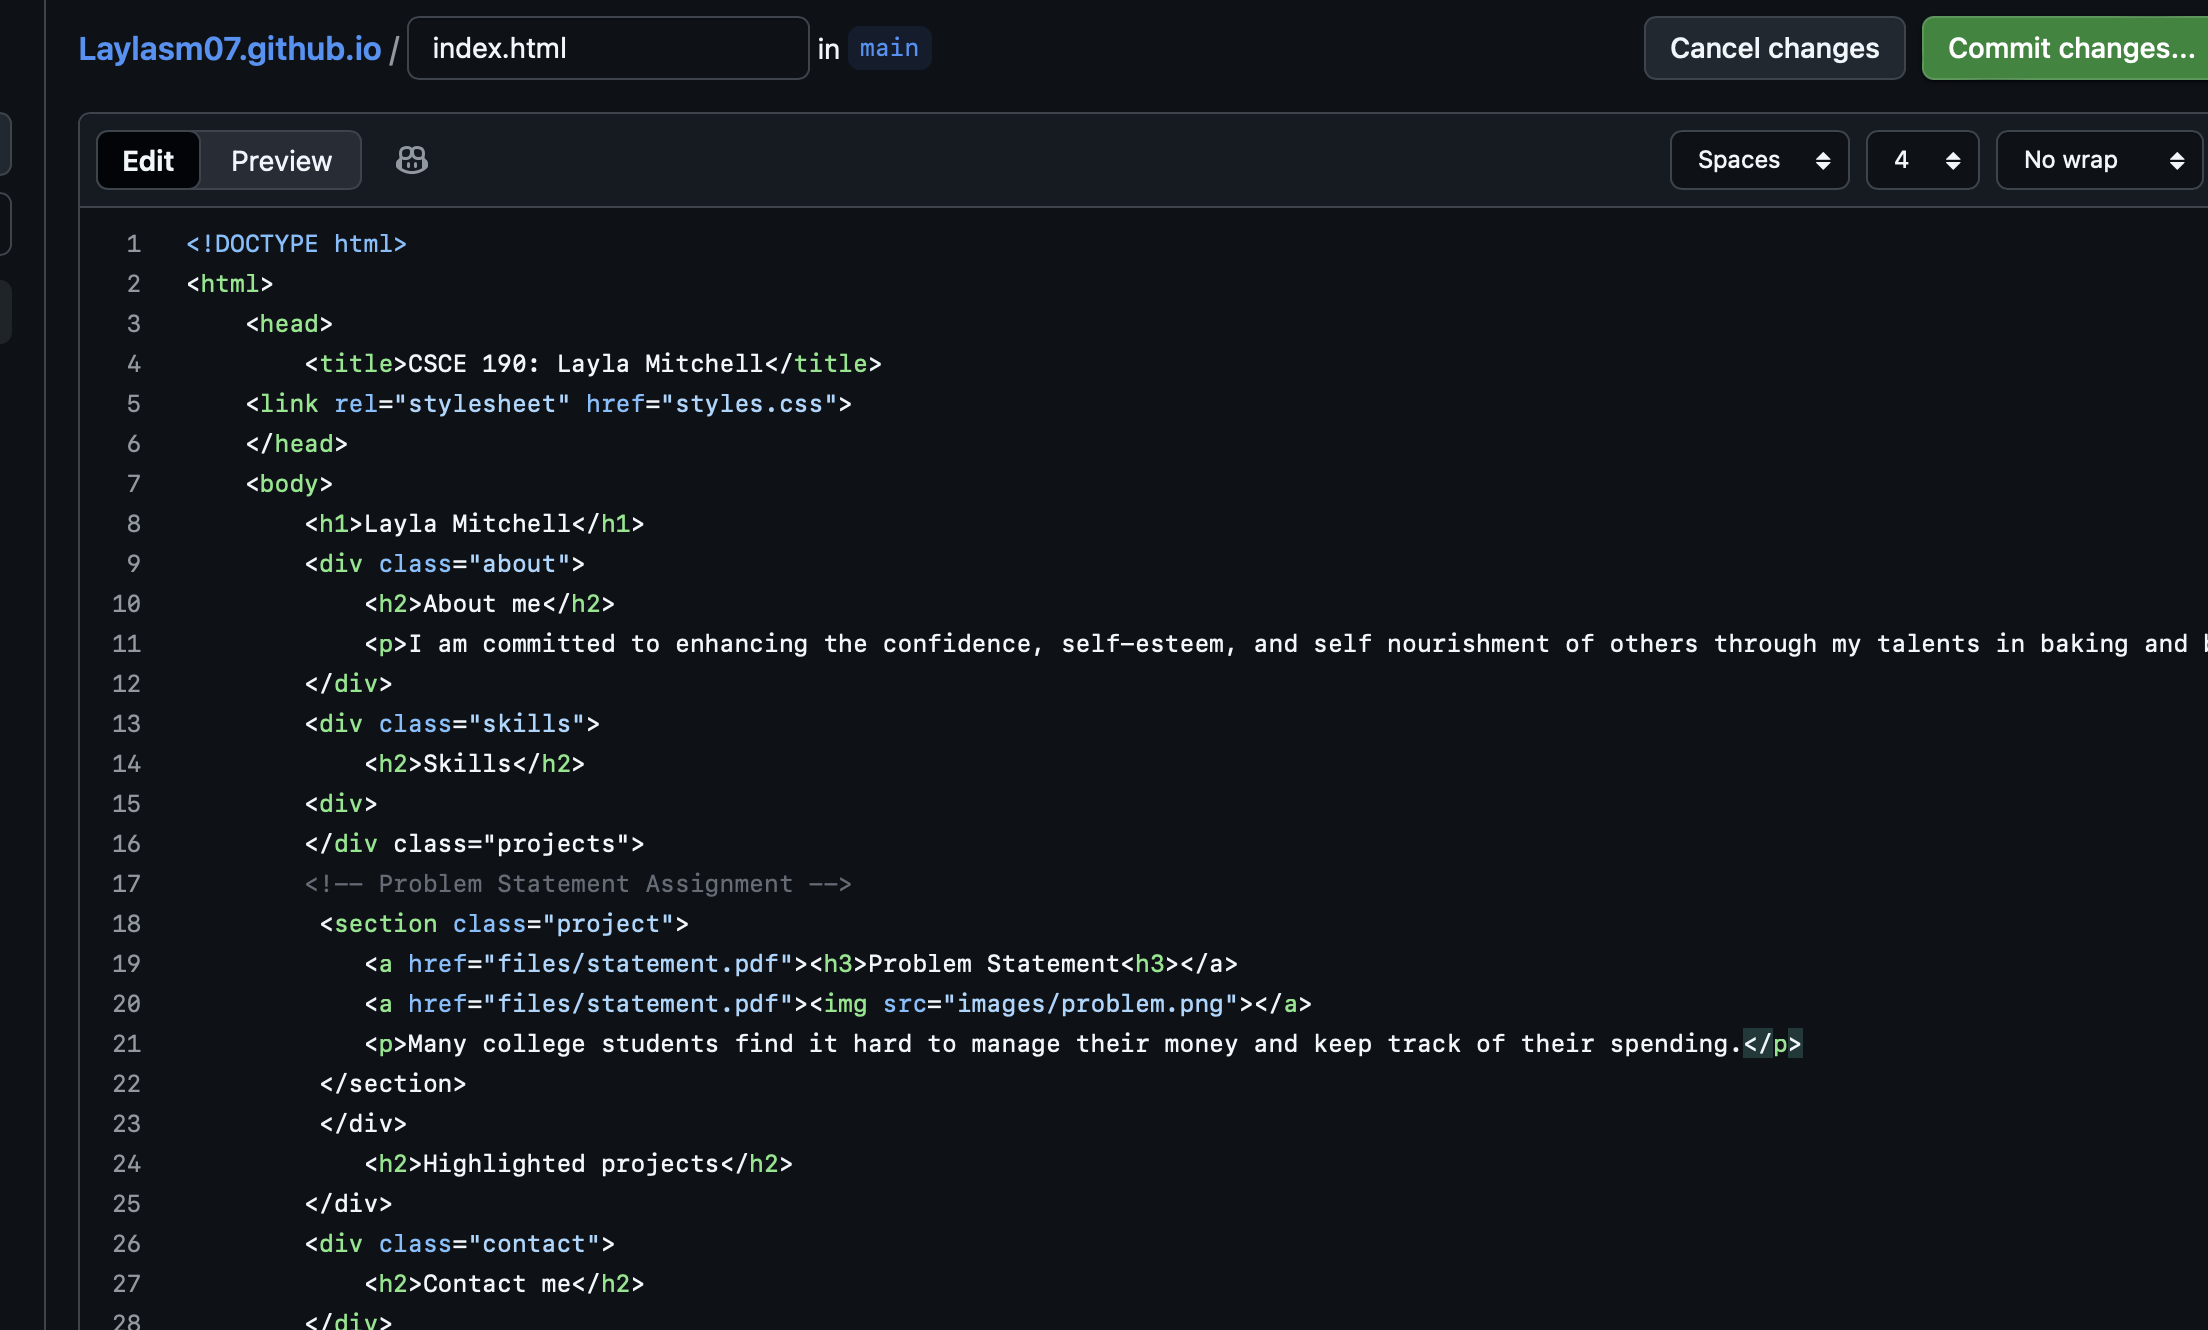 Laylasm07.github.io / index.html in main Cancel changes Commit changes...
Edit Preview Spaces 4 No wrap
1 <!DOCTYPE html>
2 <html>
3 <head>
4 <title>CSCE 190: Layla Mitchell</title>
5 <link rel="stylesheet" href="styles.css">
6 </head>
7 <body>
8 <h1>Layla Mitchell</h1>
9 <div class="about">
10 <h2>About me</h2>
11 <p>I am committed to enhancing the confidence, self-esteem, and self nourishment of others through my talents in baking and
12 </div>
13 <div class="skills">
14 <h2>Skills</h2>
15 <div>
16 </div class="projects">
17 <!-- Problem Statement Assignment -->
18 <section class="project">
19 <a href="files/statement.pdf"><h3>Problem Statement<h3></a>
20 <a href="files/statement.pdf"><img src="images/problem.png"></a>
21 <p>Many college students find it hard to manage their money and keep track of their spending.</p>
22 </section>
23 </div>
24 <h2>Highlighted projects</h2>
25 </div>
26 <div class="contact">
27 <h2>Contact me</h2>
28 </div>